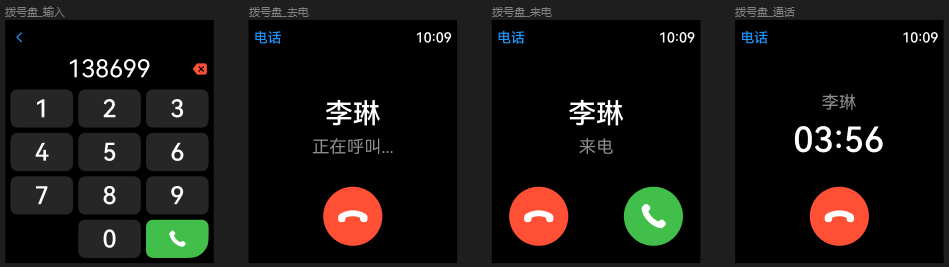 拨号盘_输入
138699
1 2 3
4 5 6
7 8 9
0
拨号盘_去电
电话 10:09
李琳
正在呼叫...
拨号盘_来电
电话 10:09
李琳
来电
拨号盘_通话
电话 10:09
李琳
03:56